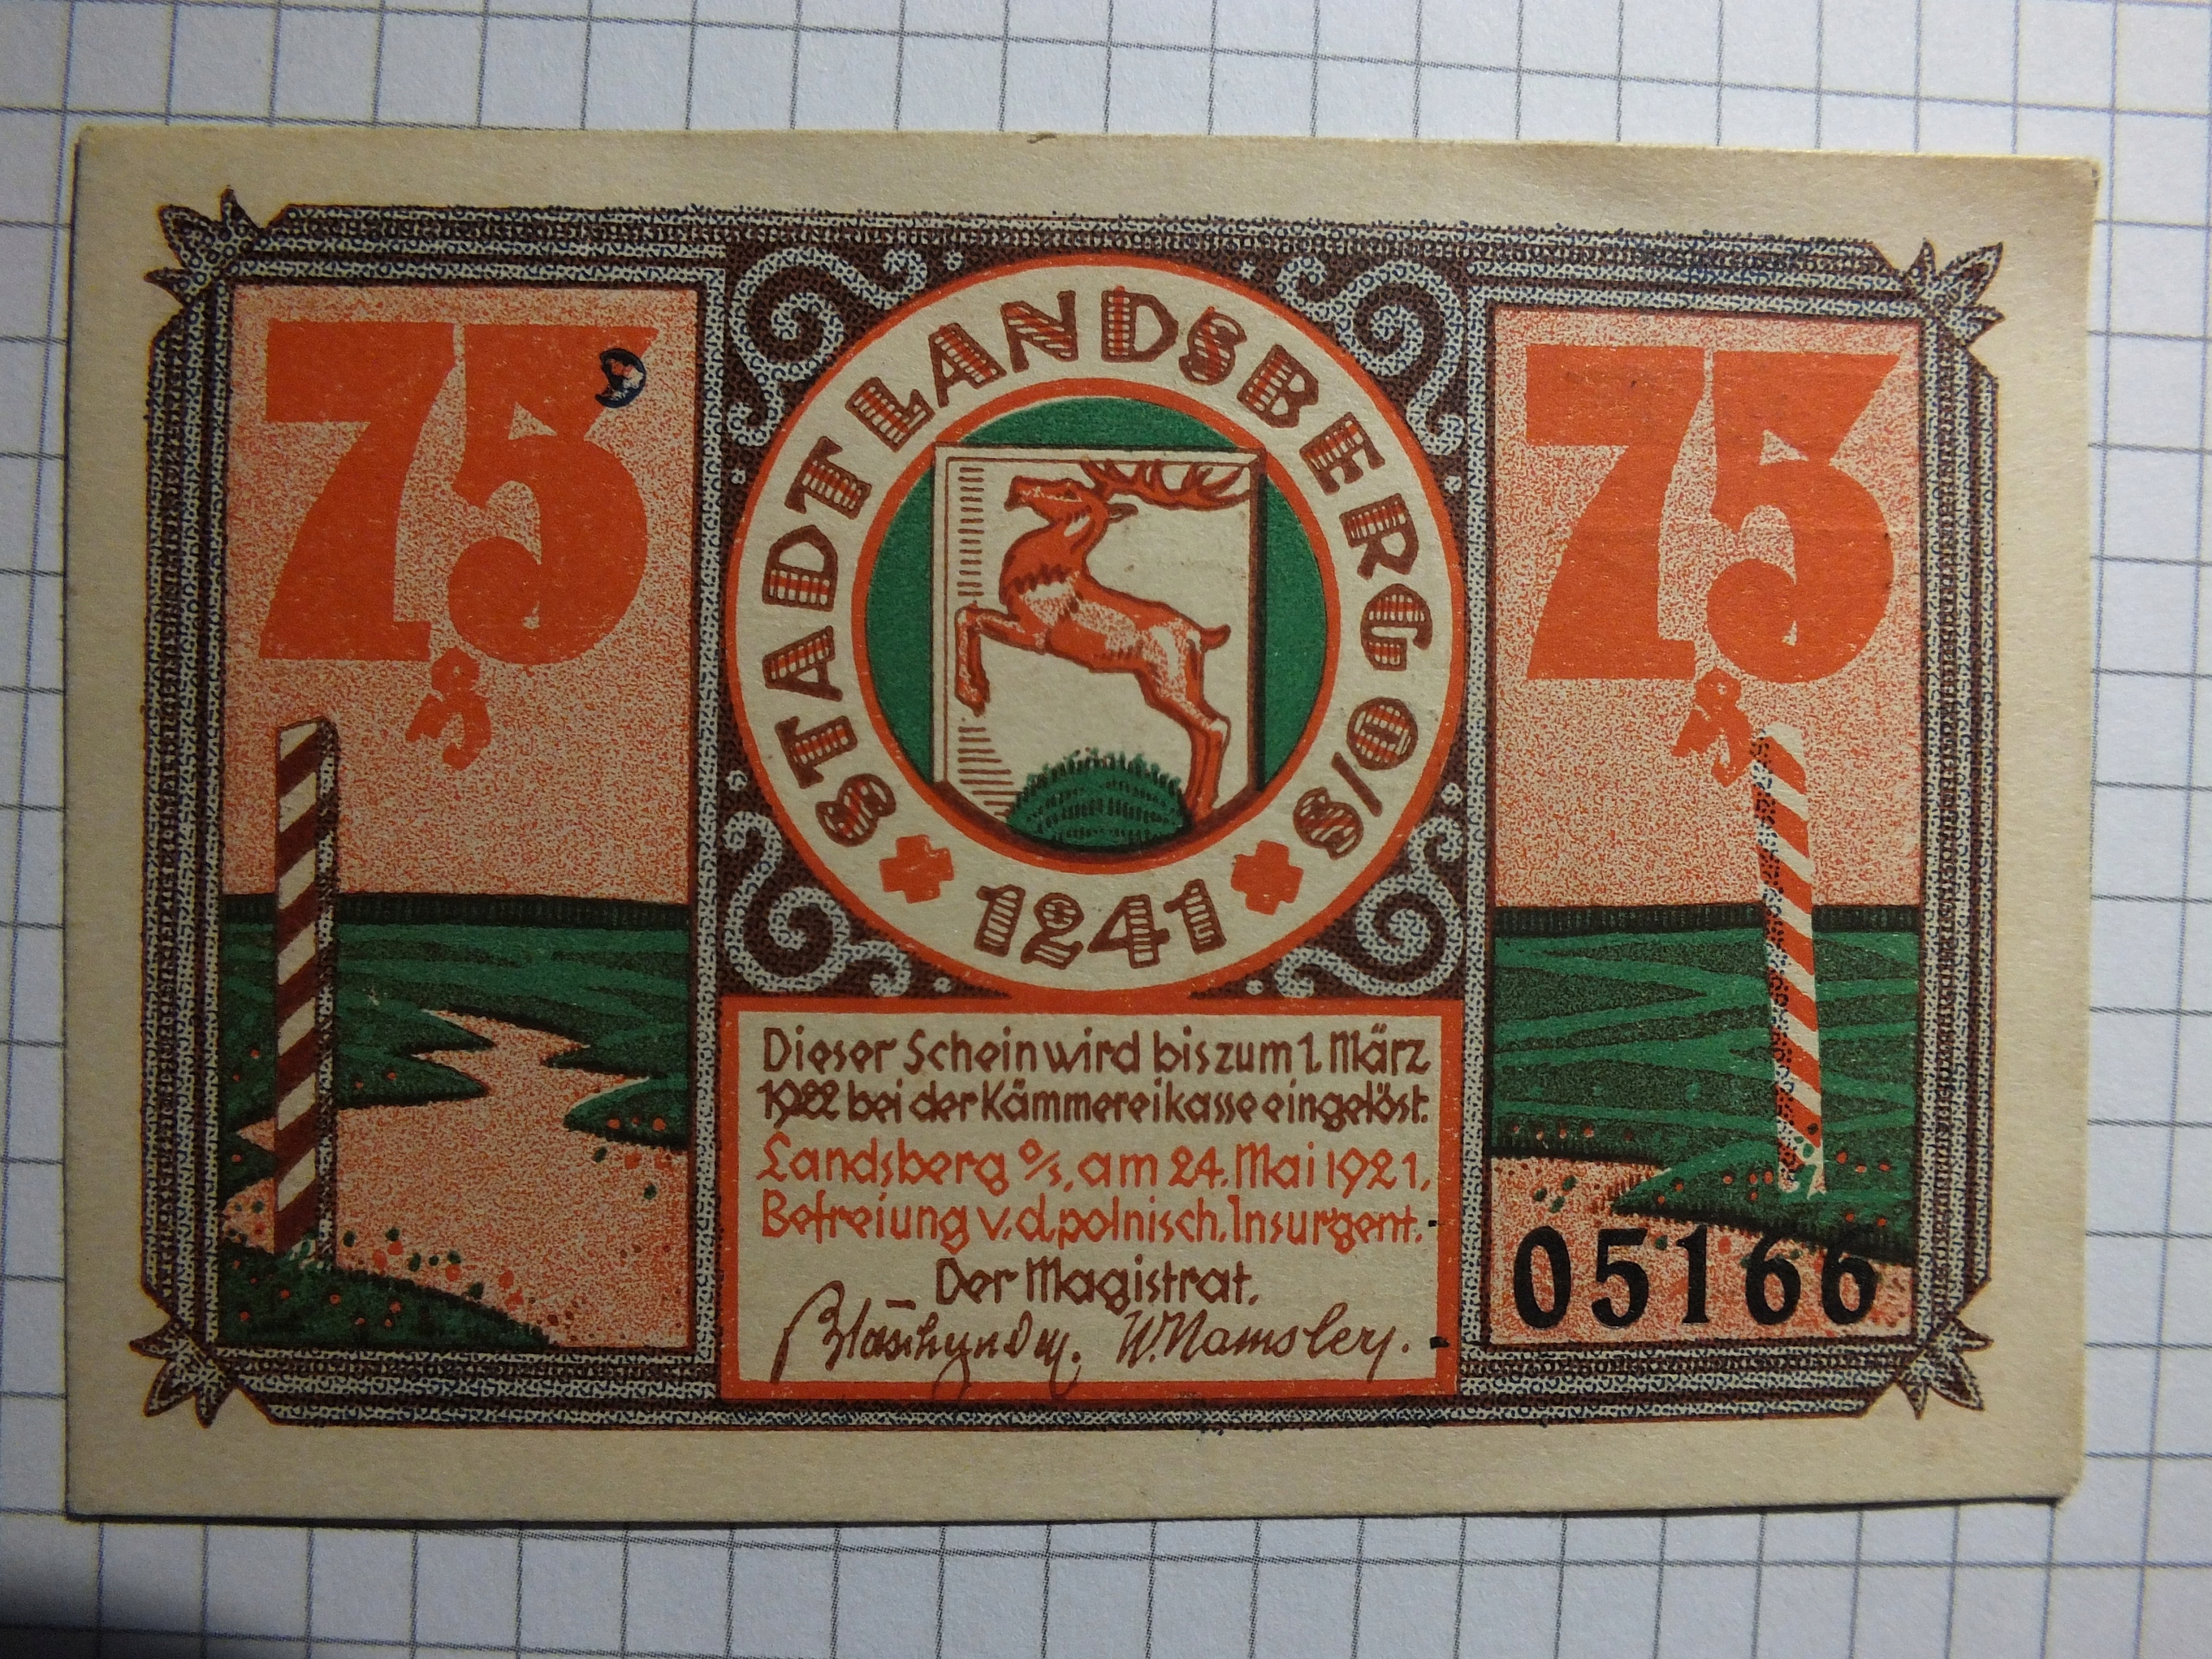 75
₰
STADT LANDSBERG O/S
1241
75
₰
Dieser Schein wird bis zum 1. März
1922 bei der Kämmereikasse eingelöst.
Landsberg o/s, am 24. Mai 1921,
Befreiung v. d. polnisch. Insurgent.
Der Magistrat.
W. Namsler
05166